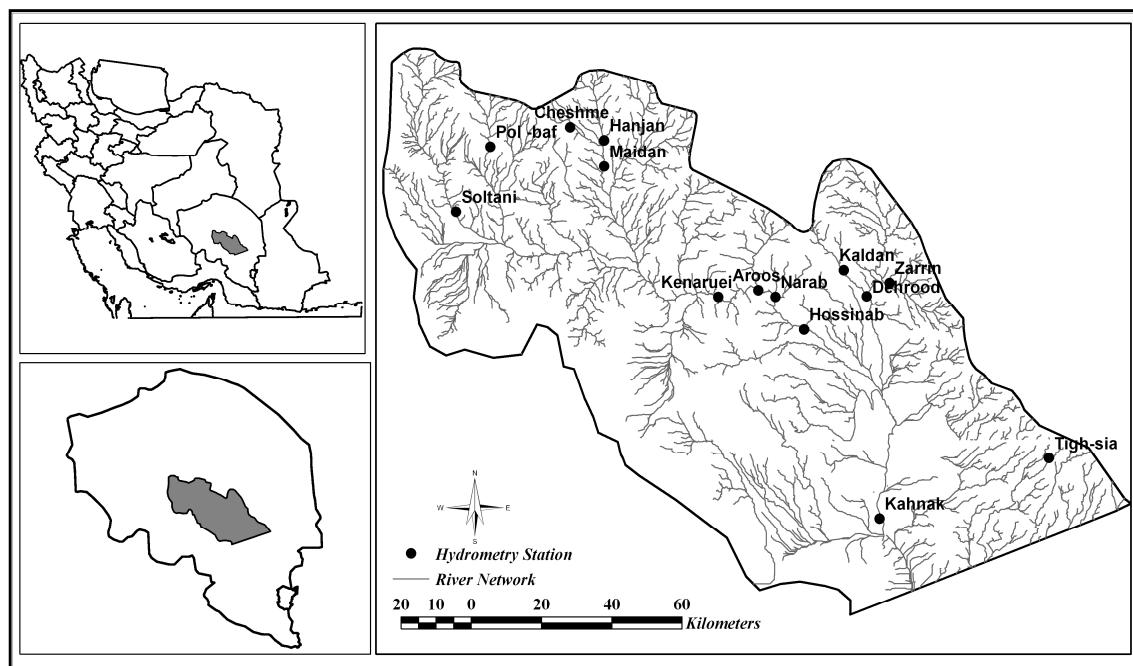 Cheshme
Hanjan
Pol -baf
Maidan
Soltani
Kaldan
Zarrin
Kenaruei
Aroos
Narab
Dehrood
Hossinab
Tigh-sia
Kahnak
N
W
E
S
Hydrometry Station
River Network
20 10 0 20 40 60
Kilometers